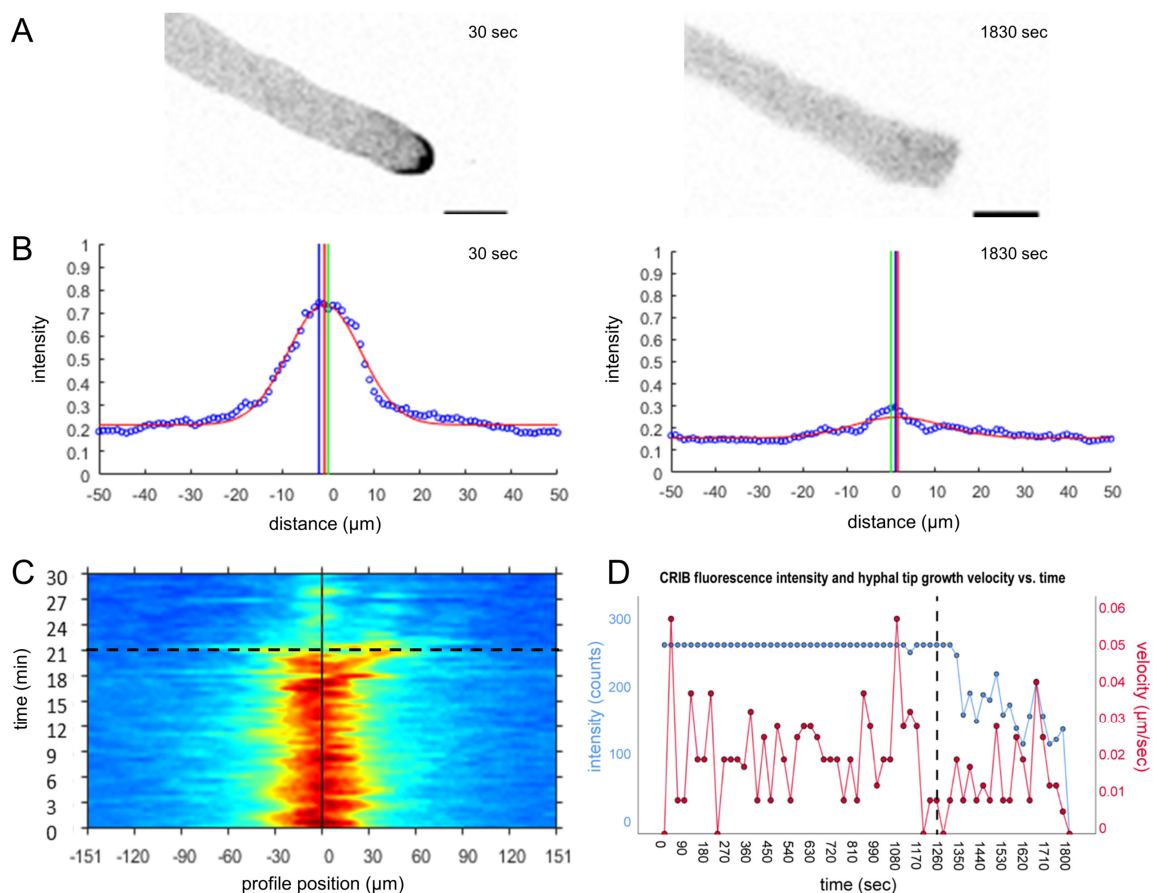 A
30 sec
1830 sec
B
30 sec
1830 sec
1
0.9
0.8
0.7
0.6
0.5
0.4
0.3
0.2
0.1
0
intensity
-50 -40 -30 -20 -10 0 10 20 30 40 50
distance (µm)
1
0.9
0.8
0.7
0.6
0.5
0.4
0.3
0.2
0.1
0
intensity
-50 -40 -30 -20 -10 0 10 20 30 40 50
distance (µm)
C
30
27
24
21
18
15
12
9
6
3
0
time (min)
-151 -120 -90 -60 -30 0 30 60 90 120 151
profile position (µm)
D
CRIB fluorescence intensity and hyphal tip growth velocity vs. time
300
200
100
0
intensity (counts)
0.06
0.05
0.04
0.03
0.02
0.01
0
velocity (µm/sec)
0 90 180 270 360 450 540 630 720 810 990 1080 1170 1260 1350 1440 1530 1620 1710 1800
time (sec)